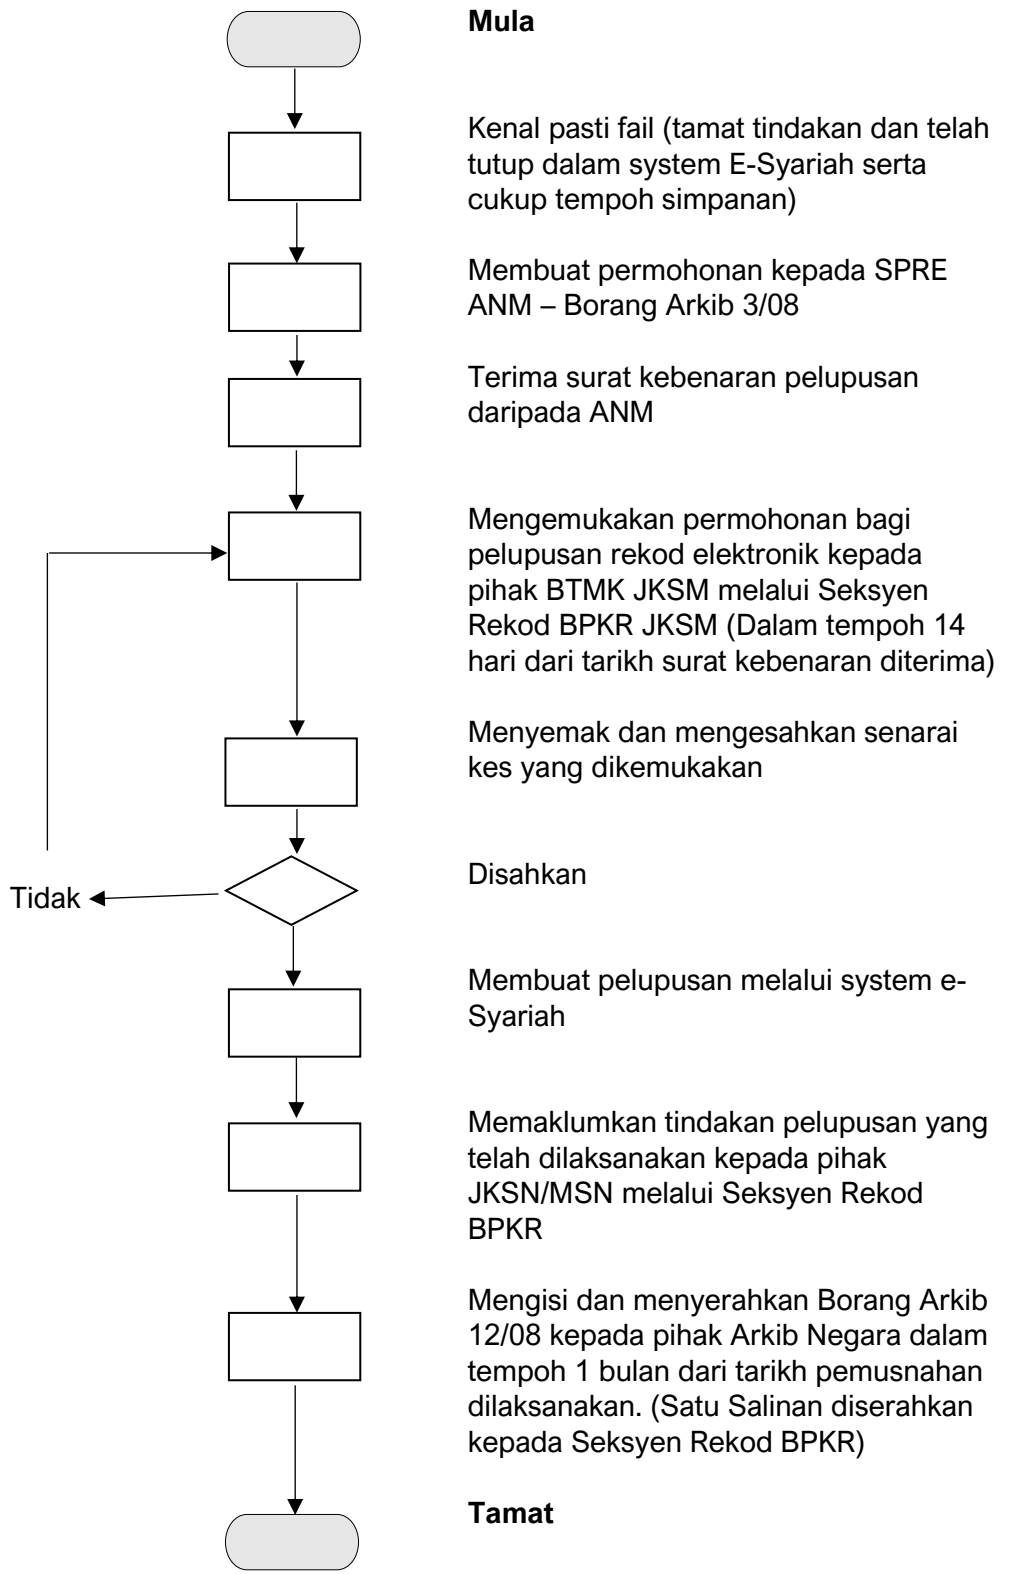 Mula
Kenal pasti fail (tamat tindakan dan telah
tutup dalam system E-Syariah serta
cukup tempoh simpanan)
Membuat permohonan kepada SPRE
ANM – Borang Arkib 3/08
Terima surat kebenaran pelupusan
daripada ANM
Mengemukakan permohonan bagi
pelupusan rekod elektronik kepada
pihak BTMK JKSM melalui Seksyen
Rekod BPKR JKSM (Dalam tempoh 14
hari dari tarikh surat kebenaran diterima)
Menyemak dan mengesahkan senarai
kes yang dikemukakan
Disahkan
Tidak
Membuat pelupusan melalui system e-
Syariah
Memaklumkan tindakan pelupusan yang
telah dilaksanakan kepada pihak
JKSN/MSN melalui Seksyen Rekod
BPKR
Mengisi dan menyerahkan Borang Arkib
12/08 kepada pihak Arkib Negara dalam
tempoh 1 bulan dari tarikh pemusnahan
dilaksanakan. (Satu Salinan diserahkan
kepada Seksyen Rekod BPKR)
Tamat